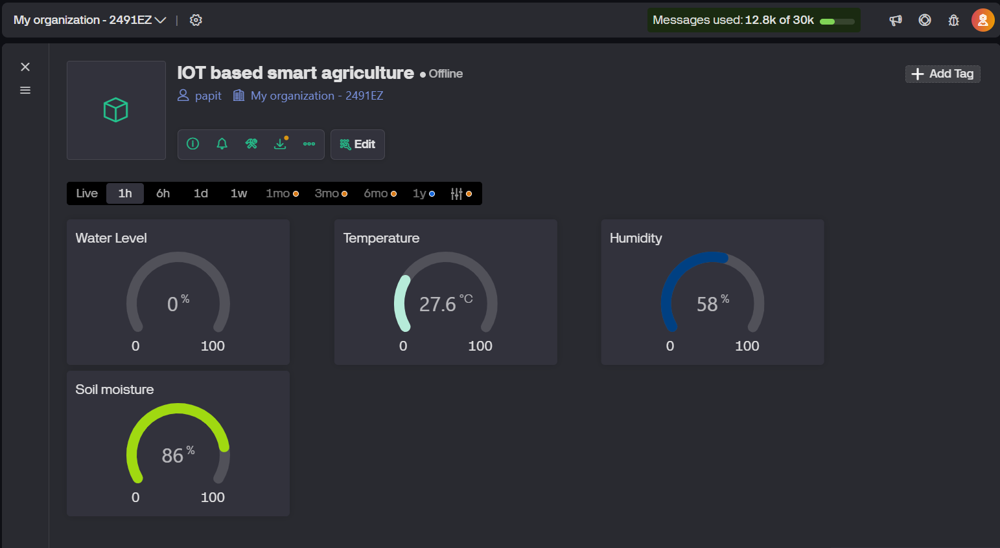 My organization - 2491EZ | Messages used: 12.8k of 30k
IOT based smart agriculture Offline
Add Tag
papit My organization - 2491EZ
Edit
Live 1h 6h 1d 1w 1mo 3mo 6mo 1y
Water Level
0 %
0 100
Temperature
27.6 °C
0 100
Humidity
58 %
0 100
Soil moisture
86 %
0 100